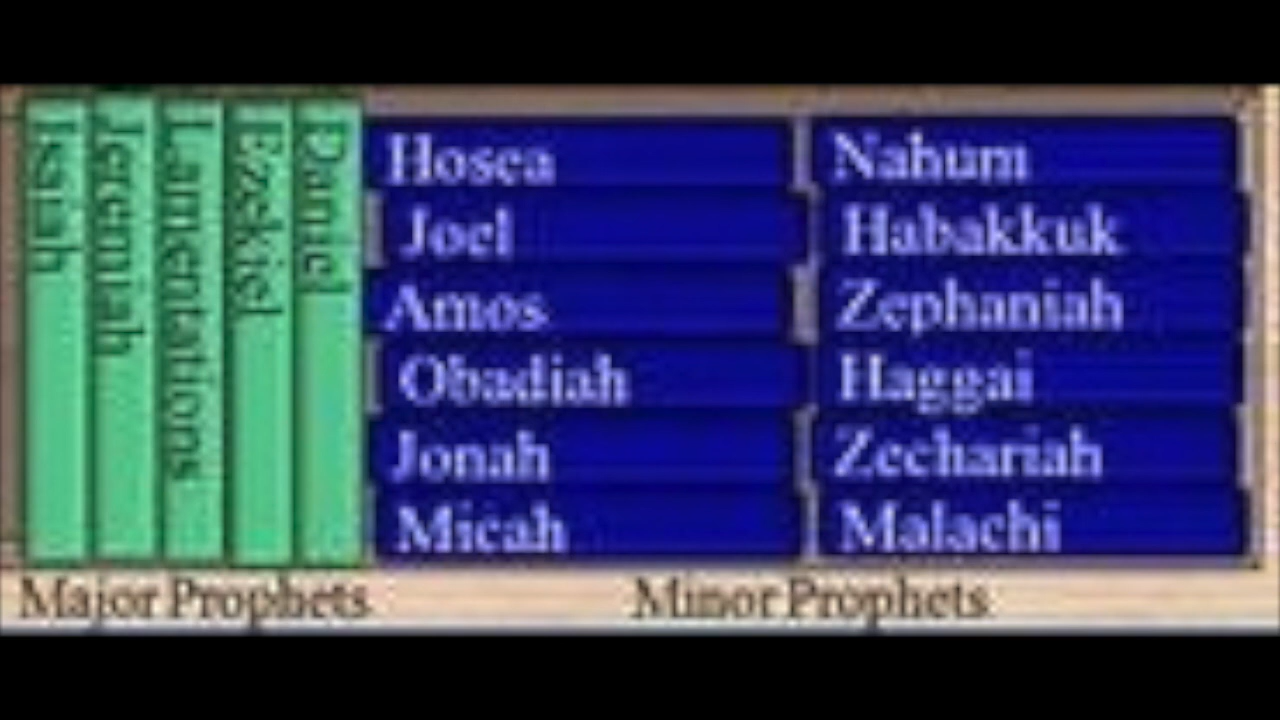 Isiah
Jeremiah
Lamentations
Ezekiel
Daniel
Hosea
Joel
Amos
Obadiah
Jonah
Micah
Nahum
Habakkuk
Zephaniah
Haggai
Zechariah
Malachi
Major Prophets
Minor Prophets